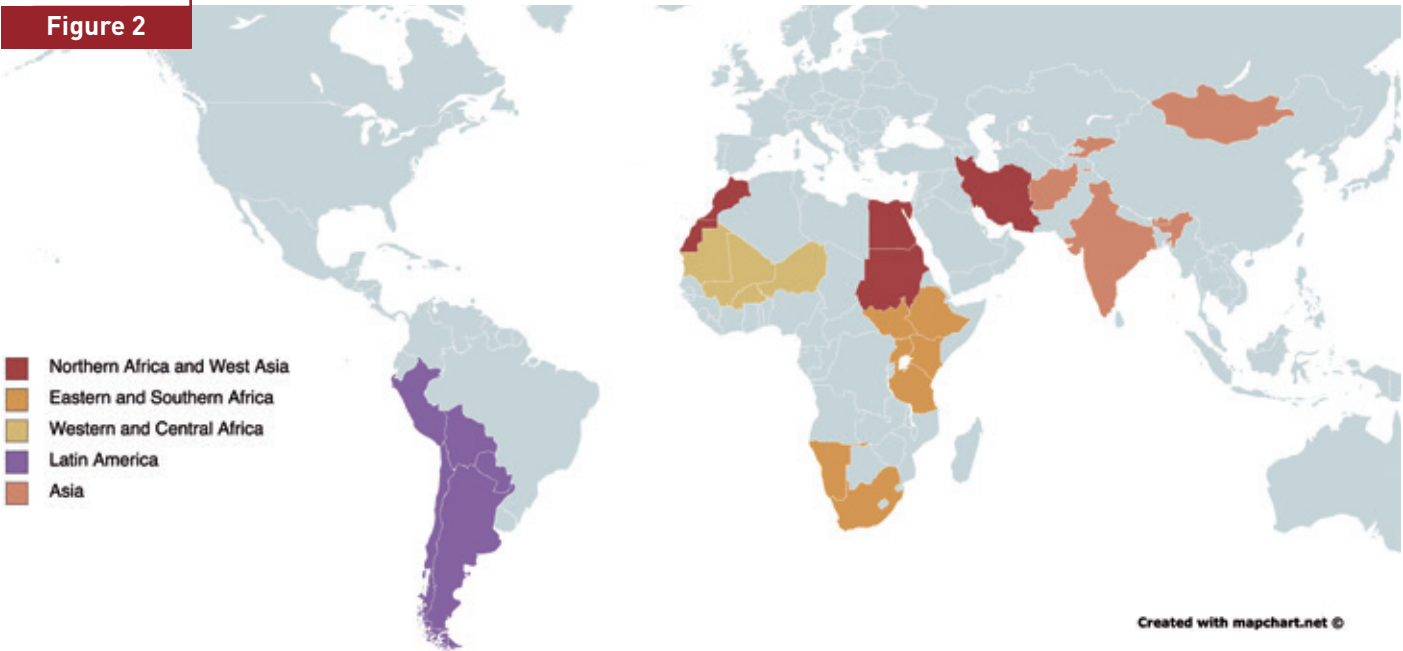 Figure 2
Northern Africa and West Asia
Eastern and Southern Africa
Western and Central Africa
Latin America
Asia
Created with mapchart.net ©